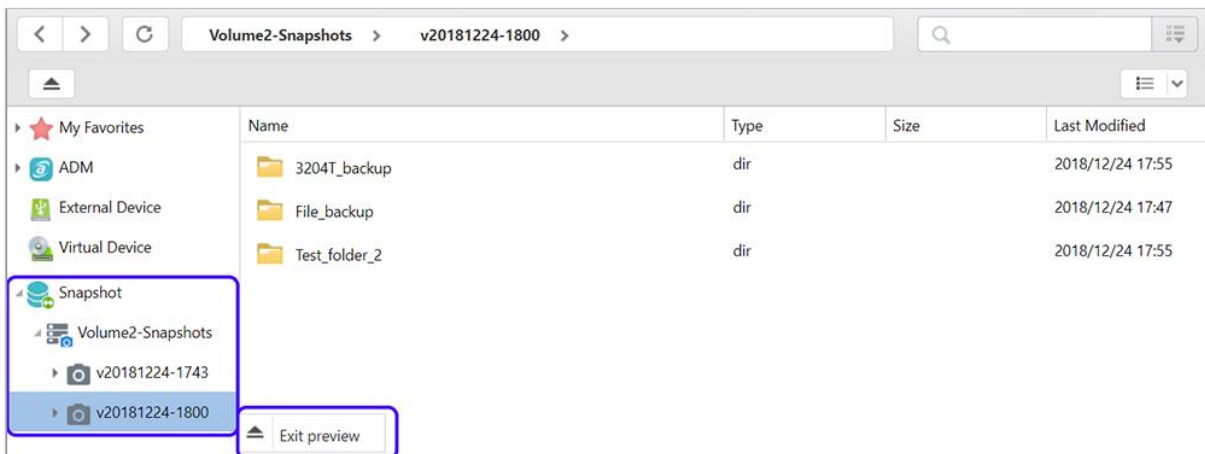 Volume2-Snapshots > v20181224-1800 >
My Favorites
ADM
External Device
Virtual Device
Snapshot
Volume2-Snapshots
v20181224-1743
v20181224-1800
Name Type Size Last Modified
3204T_backup dir 2018/12/24 17:55
File_backup dir 2018/12/24 17:47
Test_folder_2 dir 2018/12/24 17:55
Exit preview